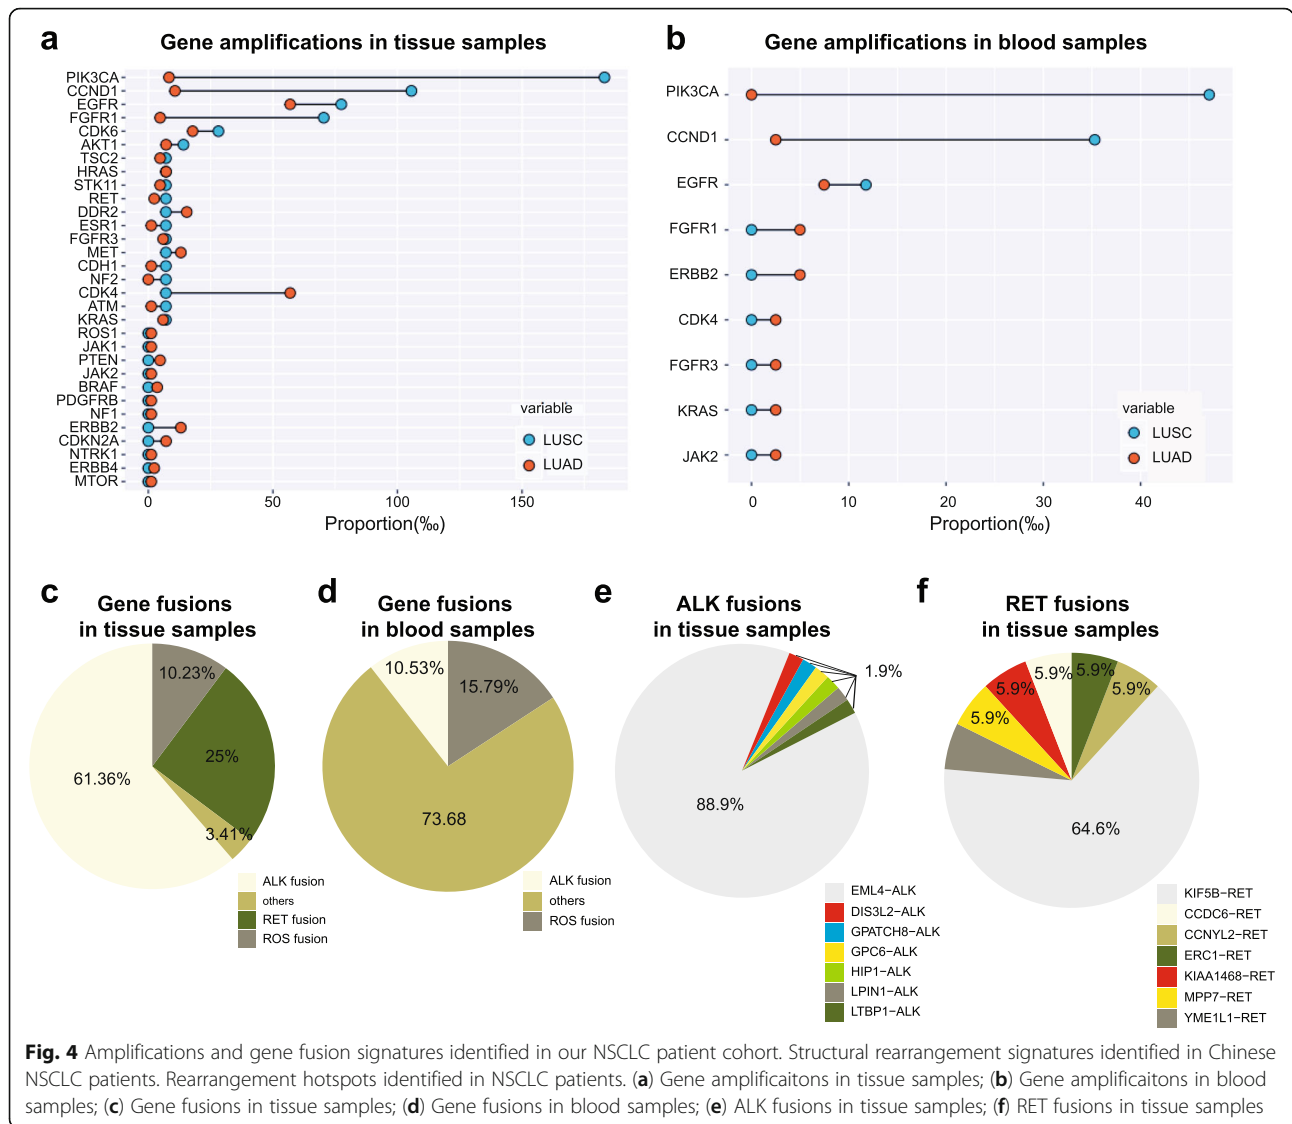 a
Gene amplifications in tissue samples
PIK3CA
CCND1
EGFR
FGFR1
CDK6
AKT1
TSC2
HRAS
STK11
RET
DDR2
ESR1
FGFR3
MET
CDH1
NF2
CDK4
ATM
KRAS
ROS1
JAK1
PTEN
JAK2
BRAF
PDGFRB
NF1
ERBB2
CDKN2A
NTRK1
ERBB4
MTOR
variable
LUSC
LUAD
0 50 100 150
Proportion(‰)
b
Gene amplifications in blood samples
PIK3CA
CCND1
EGFR
FGFR1
ERBB2
CDK4
FGFR3
KRAS
JAK2
variable
LUSC
LUAD
0 10 20 30 40
Proportion(‰)
c
Gene fusions
in tissue samples
10.23%
25%
61.36%
3.41%
ALK fusion
others
RET fusion
ROS fusion
d
Gene fusions
in blood samples
10.53%
15.79%
73.68
ALK fusion
others
ROS fusion
e
ALK fusions
in tissue samples
1.9%
88.9%
EML4−ALK
DIS3L2−ALK
GPATCH8−ALK
GPC6−ALK
HIP1−ALK
LPIN1−ALK
LTBP1−ALK
f
RET fusions
in tissue samples
5.9% 5.9%
5.9% 5.9%
5.9%
64.6%
KIF5B−RET
CCDC6−RET
CCNYL2−RET
ERC1−RET
KIAA1468−RET
MPP7−RET
YME1L1−RET
Fig. 4 Amplifications and gene fusion signatures identified in our NSCLC patient cohort. Structural rearrangement signatures identified in Chinese
NSCLC patients. Rearrangement hotspots identified in NSCLC patients. (a) Gene amplificaitons in tissue samples; (b) Gene amplificaitons in blood
samples; (c) Gene fusions in tissue samples; (d) Gene fusions in blood samples; (e) ALK fusions in tissue samples; (f) RET fusions in tissue samples